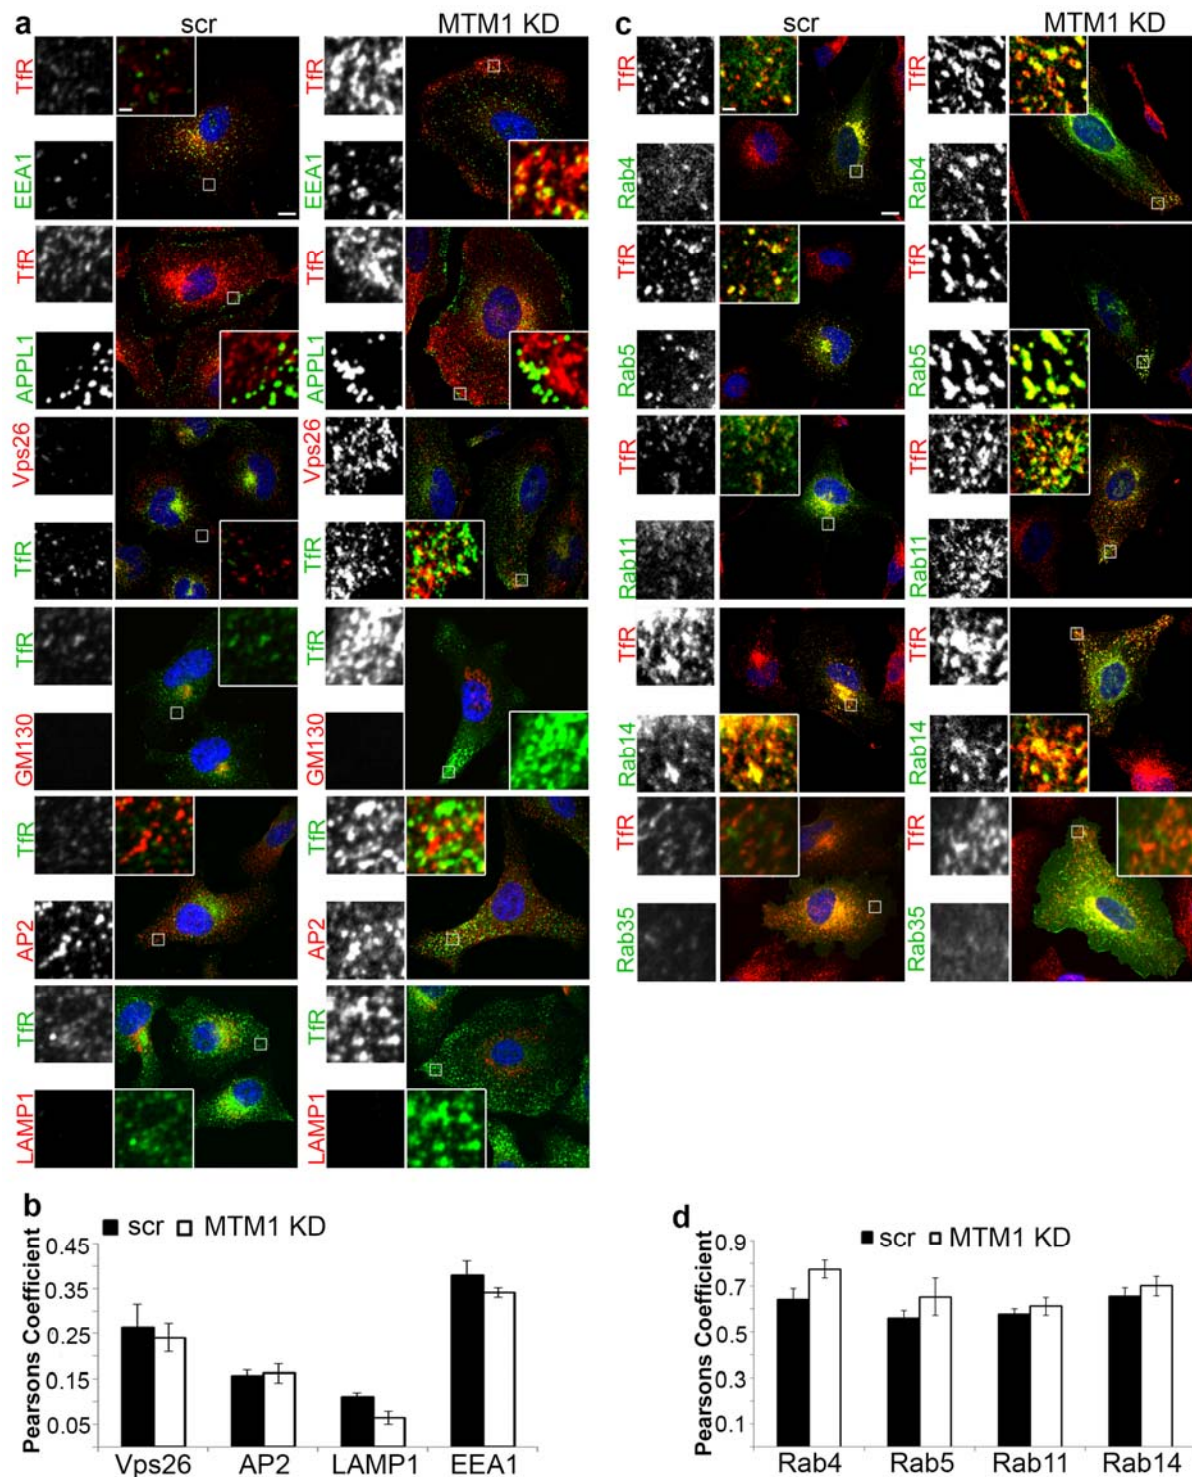 a
scr
MTM1 KD
TfR
TfR
EEA1
EEA1
TfR
TfR
APPL1
APPL1
Vps26
Vps26
TfR
TfR
TfR
TfR
GM130
GM130
TfR
TfR
AP2
AP2
TfR
TfR
LAMP1
LAMP1
c
scr
MTM1 KD
TfR
TfR
Rab4
Rab4
TfR
TfR
Rab5
Rab5
TfR
TfR
Rab11
Rab11
TfR
TfR
Rab14
Rab14
TfR
TfR
Rab35
Rab35
b
scr MTM1 KD
Pearsons Coefficient
0.45
0.35
0.25
0.15
0.05
Vps26 AP2 LAMP1 EEA1
d
scr MTM1 KD
Pearsons Coefficient
0.9
0.7
0.5
0.3
0.1
Rab4 Rab5 Rab11 Rab14